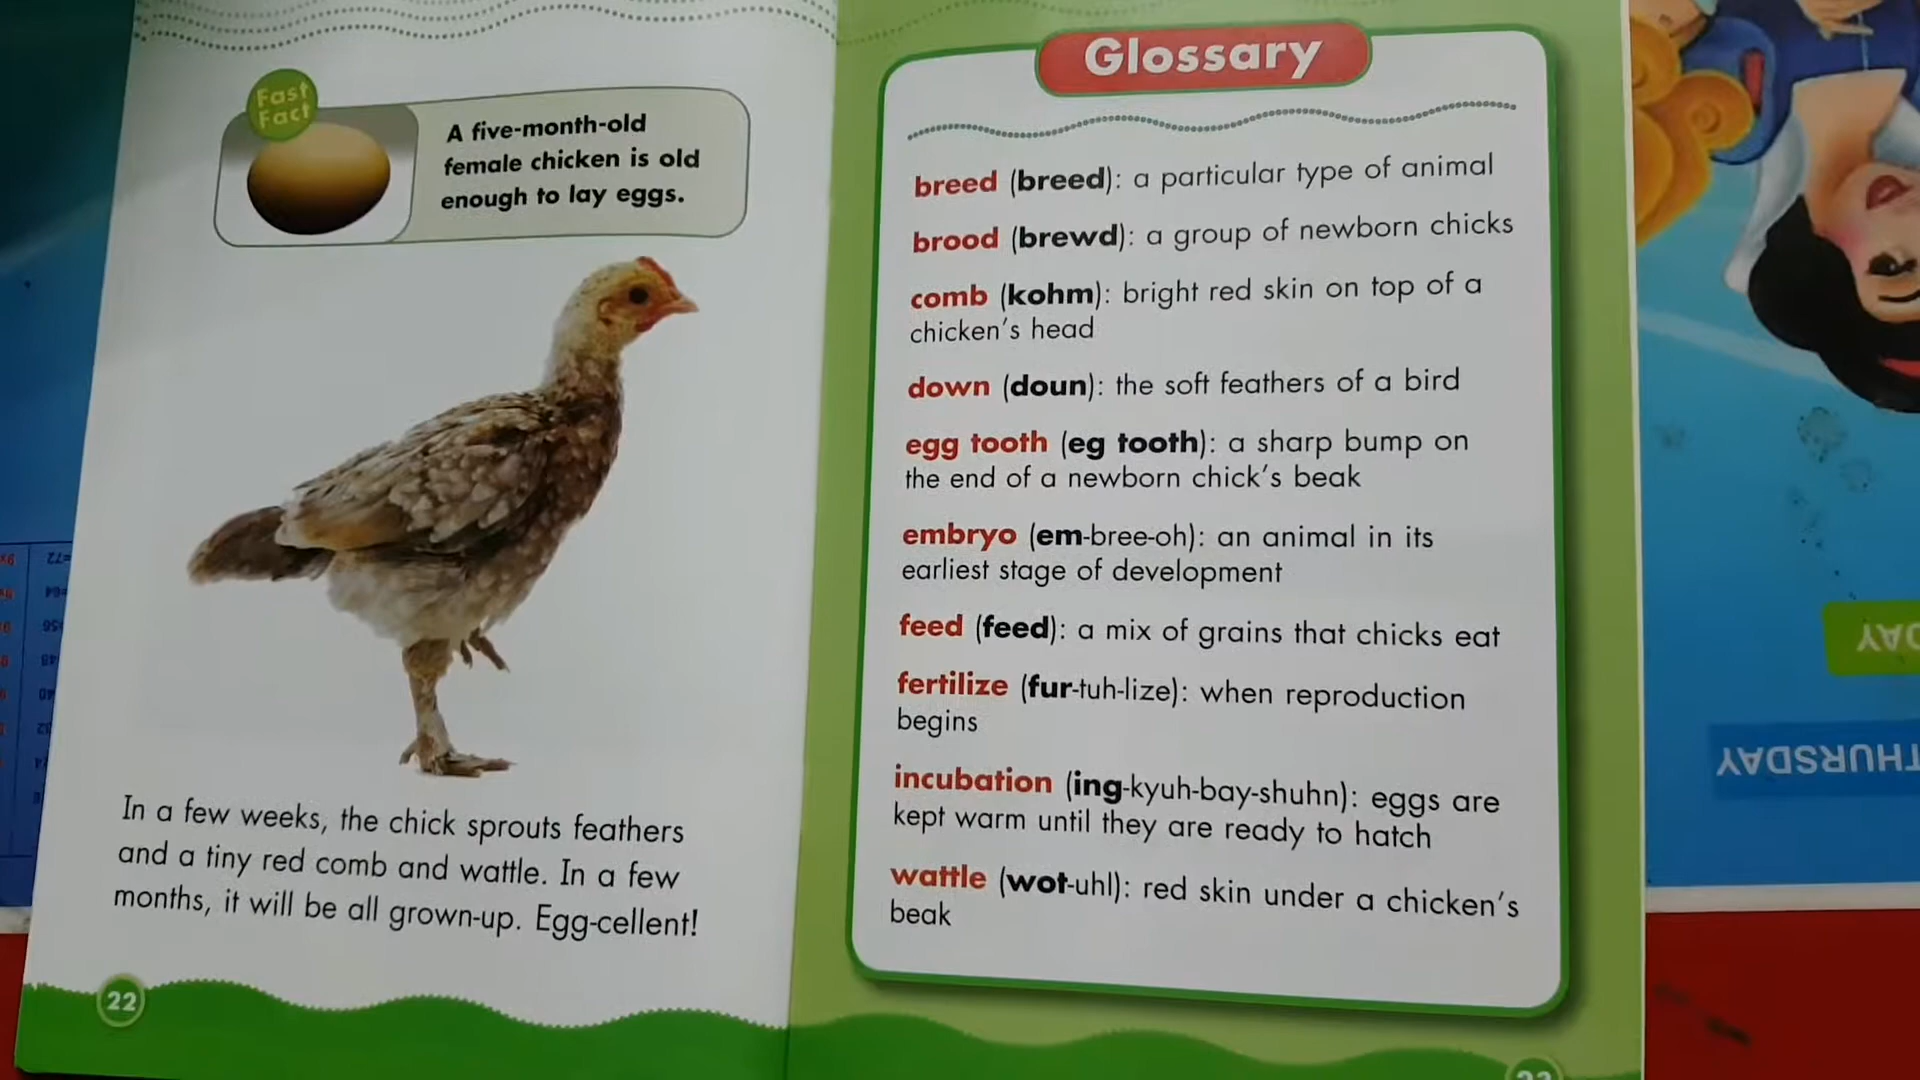 Fast
Fact
A five-month-old
female chicken is old
enough to lay eggs.
In a few weeks, the chick sprouts feathers
and a tiny red comb and wattle. In a few
months, it will be all grown-up. Egg-cellent!
22
Glossary
breed (breed): a particular type of animal
brood (brewd): a group of newborn chicks
comb (kohm): bright red skin on top of a
chicken's head
down (doun): the soft feathers of a bird
egg tooth (eg tooth): a sharp bump on
the end of a newborn chick's beak
embryo (em-bree-oh): an animal in its
earliest stage of development
feed (feed): a mix of grains that chicks eat
fertilize (fur-tuh-lize): when reproduction
begins
incubation (ing-kyuh-bay-shuhn): eggs are
kept warm until they are ready to hatch
wattle (wot-uhl): red skin under a chicken's
beak
23
THURSDAY
DAY
=72